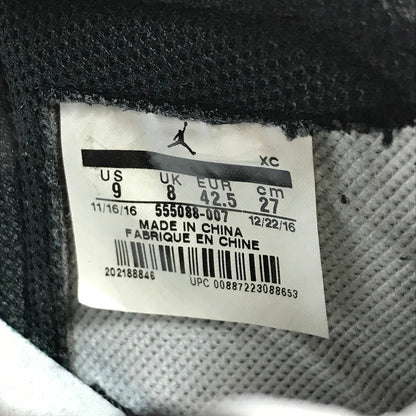 XC
US UK EUR cm
9 8 42.5 27
11/16/16 555088-007 12/22/16
MADE IN CHINA
FABRIQUE EN CHINE
202188846
UPC 00887223088653